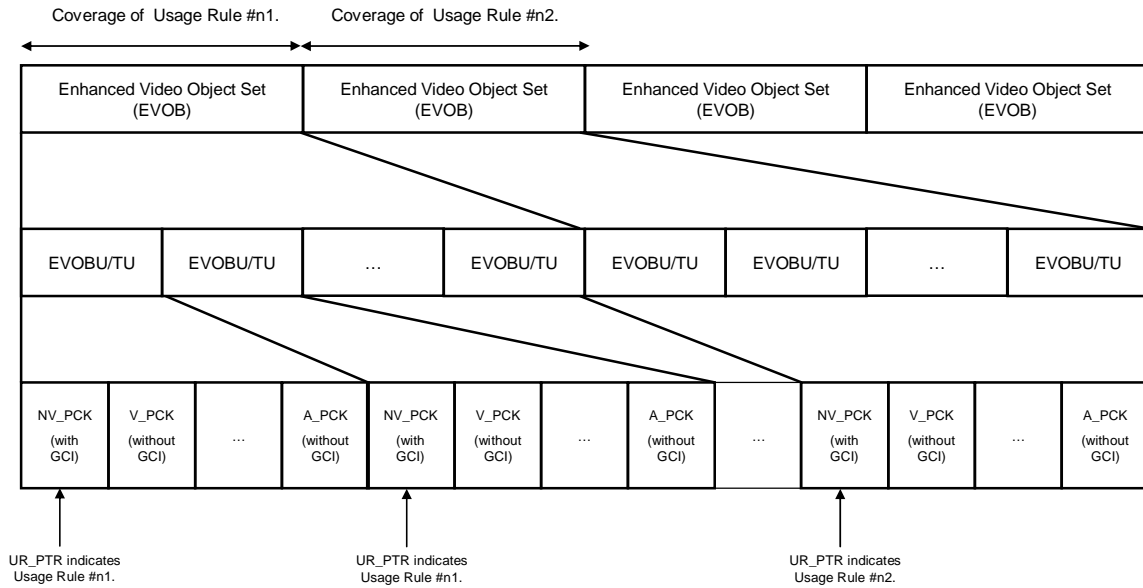 Coverage of Usage Rule #n1.
Coverage of Usage Rule #n2.
Enhanced Video Object Set
(EVOB)
Enhanced Video Object Set
(EVOB)
Enhanced Video Object Set
(EVOB)
Enhanced Video Object Set
(EVOB)
EVOBU/TU
EVOBU/TU
...
EVOBU/TU
EVOBU/TU
EVOBU/TU
...
EVOBU/TU
NV_PCK
(with
GCI)
V_PCK
(without
GCI)
...
A_PCK
(without
GCI)
NV_PCK
(with
GCI)
V_PCK
(without
GCI)
...
A_PCK
(without
GCI)
...
NV_PCK
(with
GCI)
V_PCK
(without
GCI)
...
A_PCK
(without
GCI)
UR_PTR indicates
Usage Rule #n1.
UR_PTR indicates
Usage Rule #n1.
UR_PTR indicates
Usage Rule #n2.